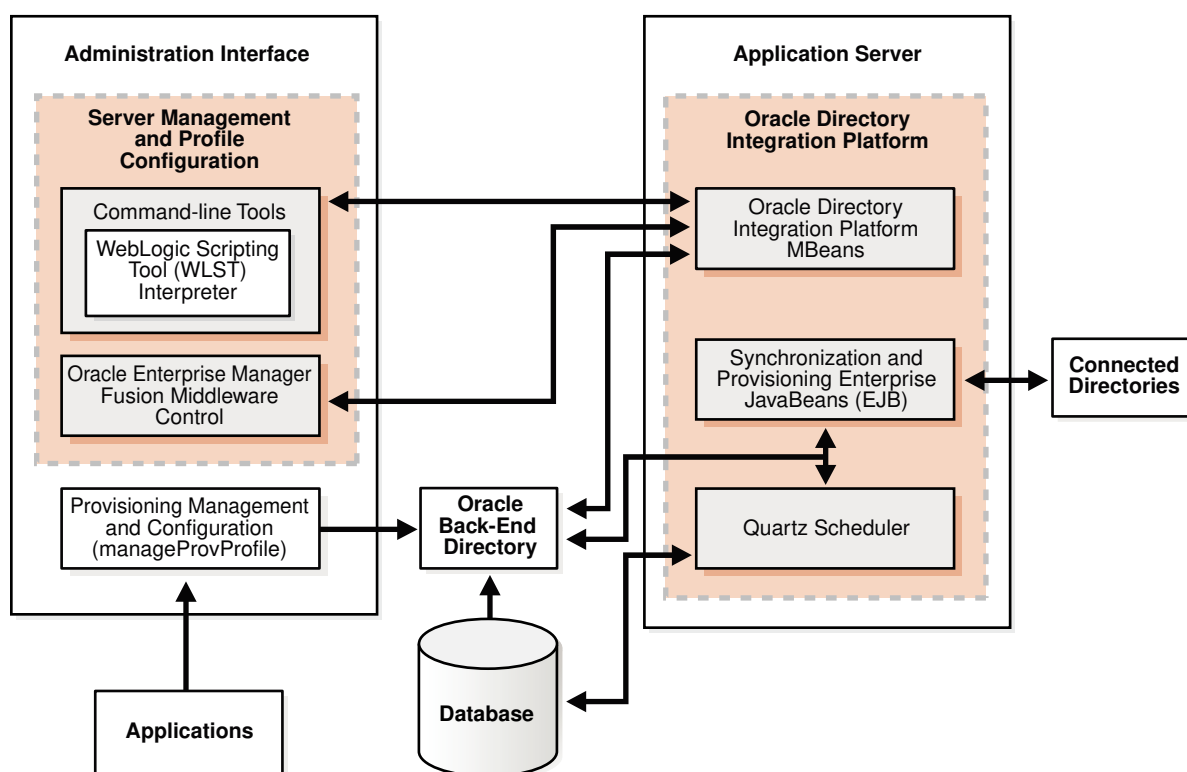 Administration Interface
Server Management
and Profile
Configuration
Command-line Tools
WebLogic Scripting
Tool (WLST)
Interpreter
Oracle Enterprise Manager
Fusion Middleware
Control
Provisioning Management
and Configuration
(manageProvProfile)
Applications
Oracle
Back-End
Directory
Database
Application Server
Oracle Directory
Integration Platform
Oracle Directory
Integration Platform
MBeans
Synchronization and
Provisioning Enterprise
JavaBeans (EJB)
Quartz Scheduler
Connected
Directories